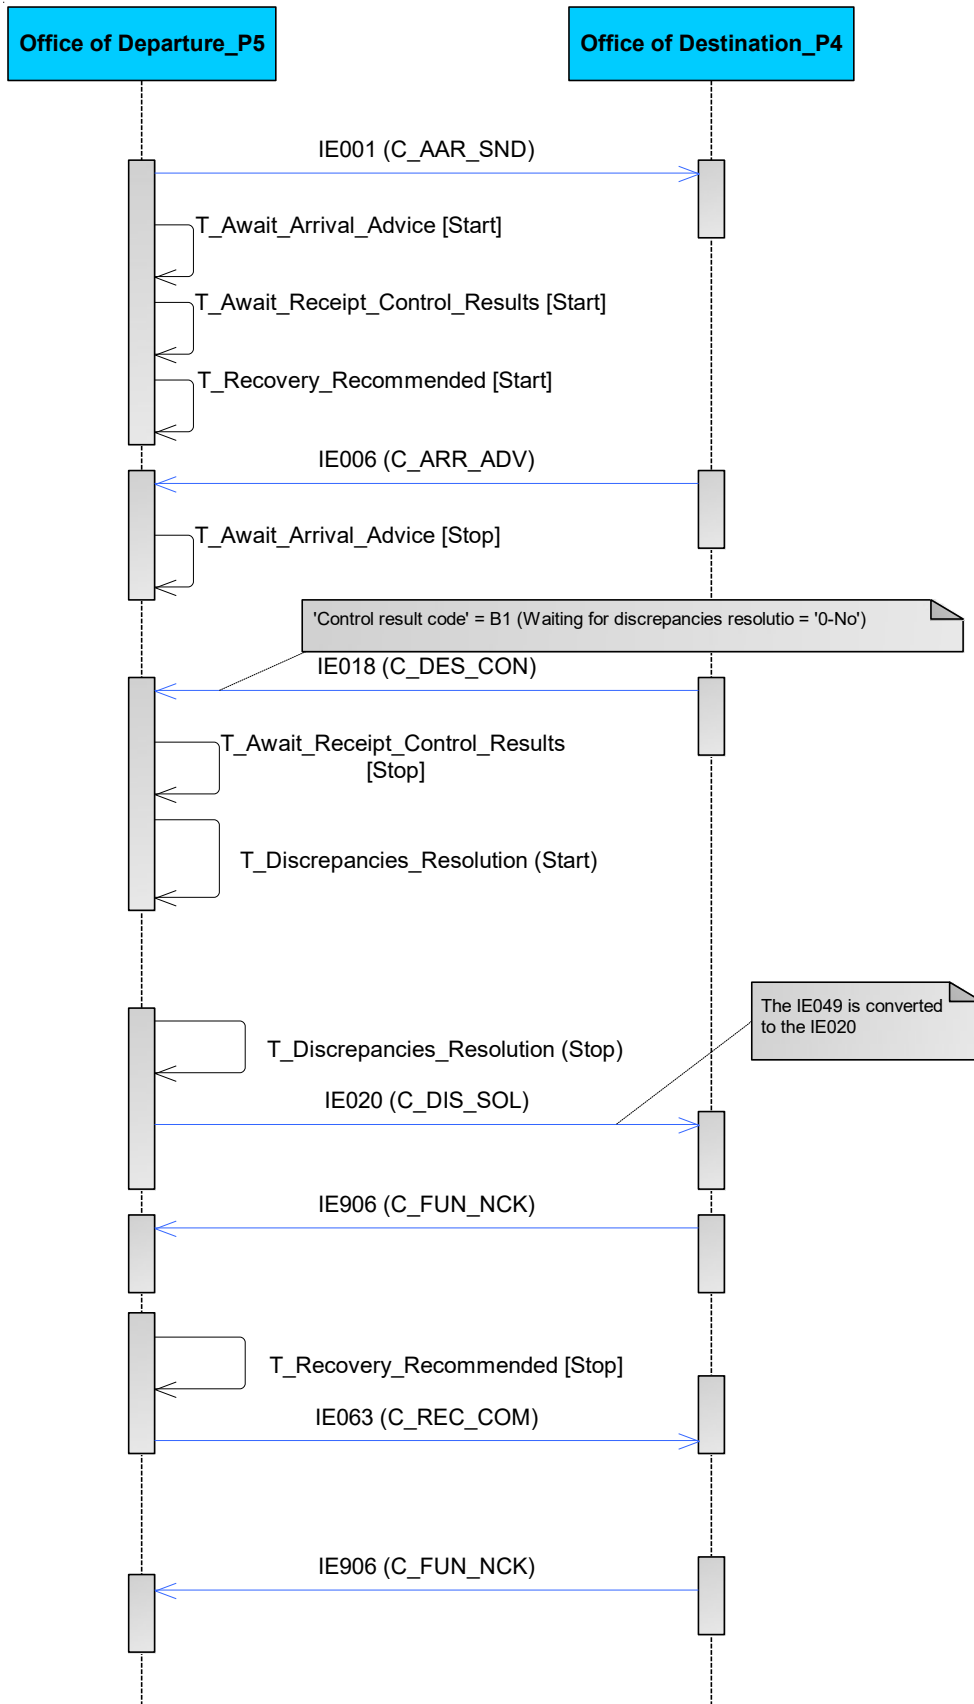 Office of Departure_P5
Office of Destination_P4
IE001 (C_AAR_SND)
T_Await_Arrival_Advice [Start]
T_Await_Receipt_Control_Results [Start]
T_Recovery_Recommended [Start]
IE006 (C_ARR_ADV)
T_Await_Arrival_Advice [Stop]
'Control result code' = B1 (Waiting for discrepancies resolutio = '0-No')
IE018 (C_DES_CON)
T_Await_Receipt_Control_Results
[Stop]
T_Discrepancies_Resolution (Start)
The IE049 is converted
to the IE020
T_Discrepancies_Resolution (Stop)
IE020 (C_DIS_SOL)
IE906 (C_FUN_NCK)
T_Recovery_Recommended [Stop]
IE063 (C_REC_COM)
IE906 (C_FUN_NCK)